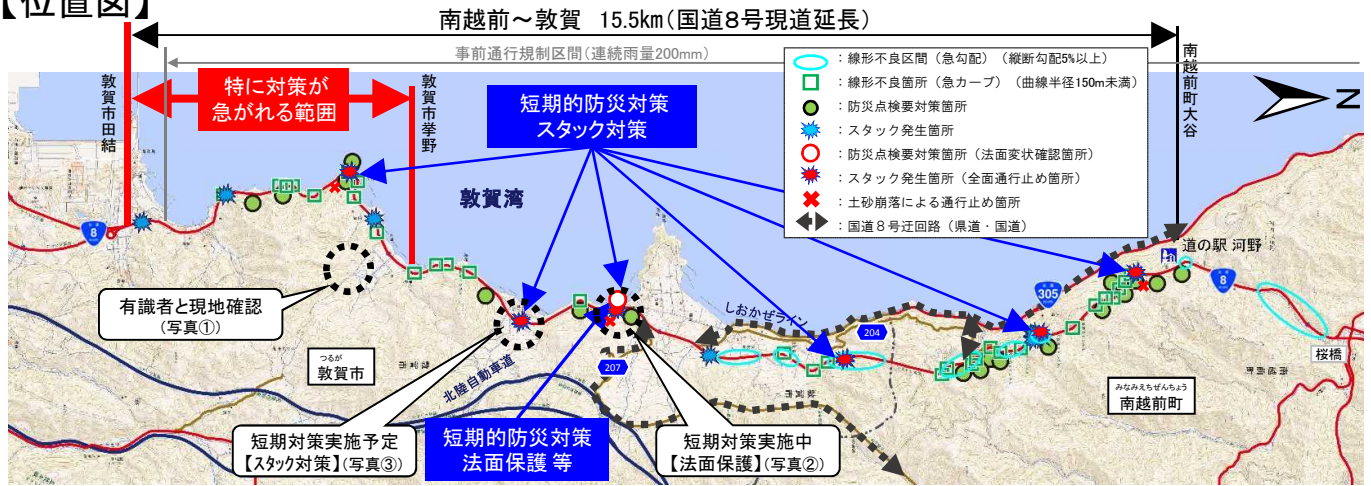 【位置図】
南越前～敦賀 15.5km(国道８号現道延長)
事前通行規制区間(連続雨量200mm)
敦賀市田結
特に対策が
急がれる範囲
敦賀市挙野
短期的防災対策
スタック対策
：線形不良区間（急勾配）（縦断勾配5%以上）
：線形不良箇所（急カーブ）（曲線半径150m未満）
：防災点検要対策箇所
：スタック発生箇所
：防災点検要対策箇所（法面変状確認箇所）
：スタック発生箇所（全面通行止め箇所）
：土砂崩落による通行止め箇所
：国道８号迂回路（県道・国道）
南越前町大谷
N
敦賀湾
道の駅 河野
8
305
8
しおかぜライン
204
207
桜橋
有識者と現地確認
(写真①)
つるが
敦賀市
北陸自動車道
みなみえちぜんちょう
南越前町
短期対策実施予定
【スタック対策】(写真③)
短期的防災対策
法面保護 等
短期対策実施中
【法面保護】(写真②)